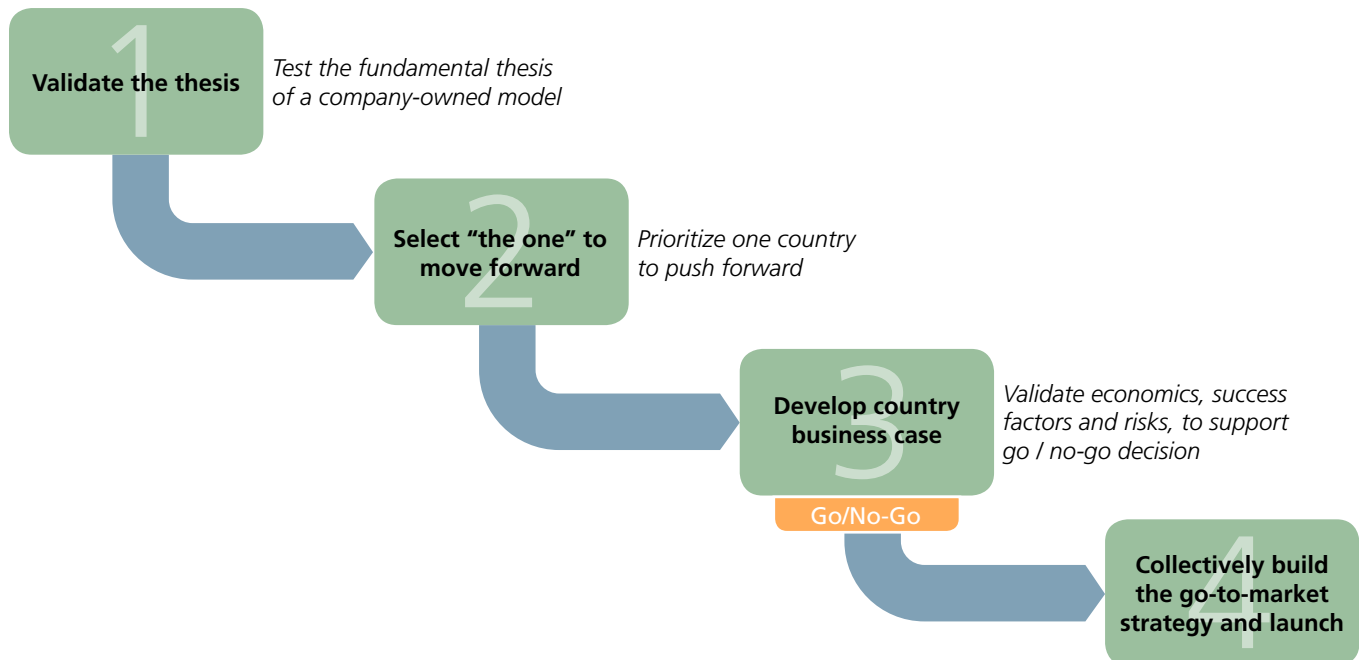 1
Validate the thesis
Test the fundamental thesis
of a company-owned model
2
Select “the one” to
move forward
Prioritize one country
to push forward
3
Develop country
business case
Validate economics, success
factors and risks, to support
go / no-go decision
Go/No-Go
4
Collectively build
the go-to-market
strategy and launch